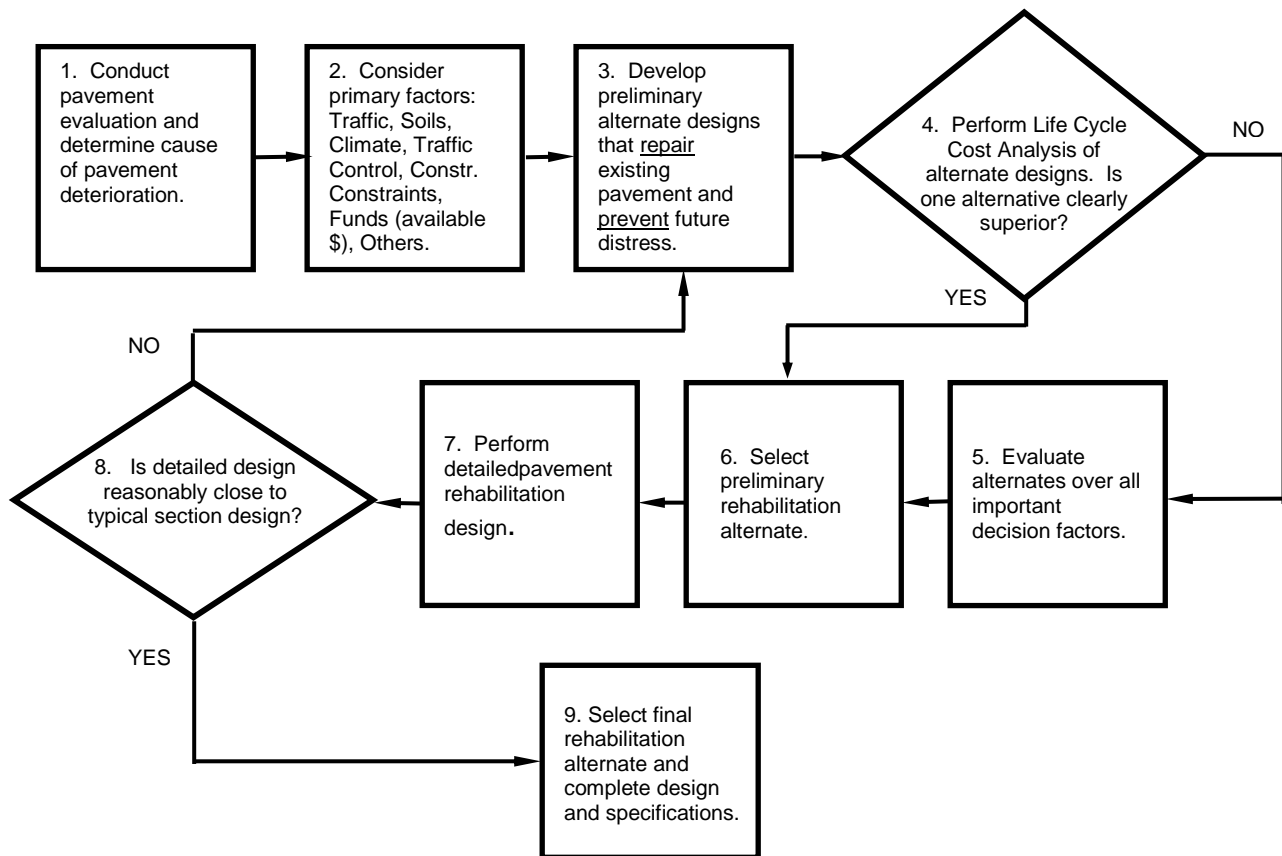 1. Conduct
pavement
evaluation and
determine cause
of pavement
deterioration.
2. Consider
primary factors:
Traffic, Soils,
Climate, Traffic
Control, Constr.
Constraints,
Funds (available
$), Others.
3. Develop
preliminary
alternate designs
that repair
existing
pavement and
prevent future
distress.
4. Perform Life Cycle
Cost Analysis of
alternate designs. Is
one alternative clearly
superior?
NO
YES
NO
8. Is detailed design
reasonably close to
typical section design?
7. Perform
detailedpavement
rehabilitation
design.
6. Select
preliminary
rehabilitation
alternate.
5. Evaluate
alternates over all
important
decision factors.
YES
9. Select final
rehabilitation
alternate and
complete design
and specifications.